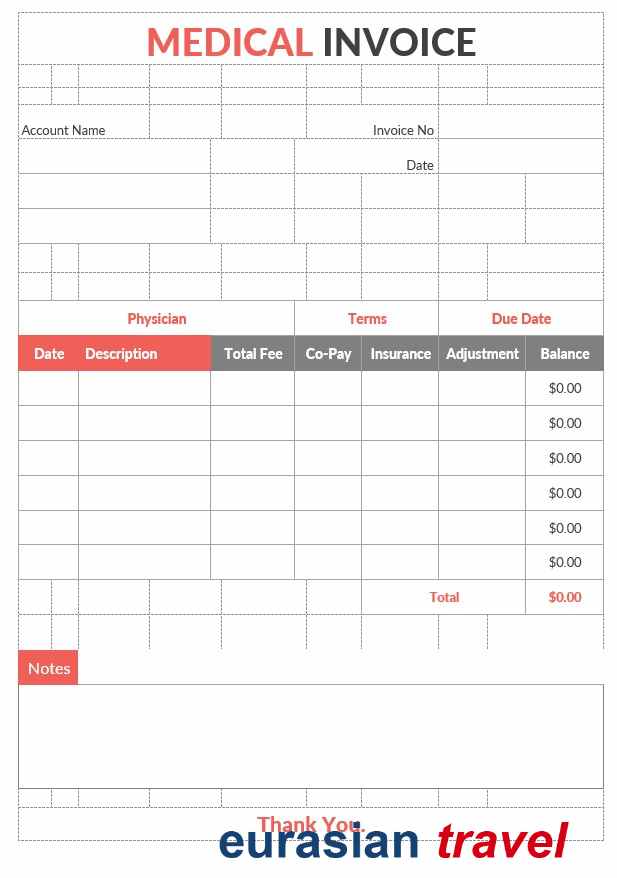 MEDICAL INVOICE
Account Name Invoice No
Date
Physician Terms Due Date
Date Description Total Fee Co-Pay Insurance Adjustment Balance
$0.00
$0.00
$0.00
$0.00
$0.00
$0.00
Total $0.00
Notes
Thank You.
eurasian travel